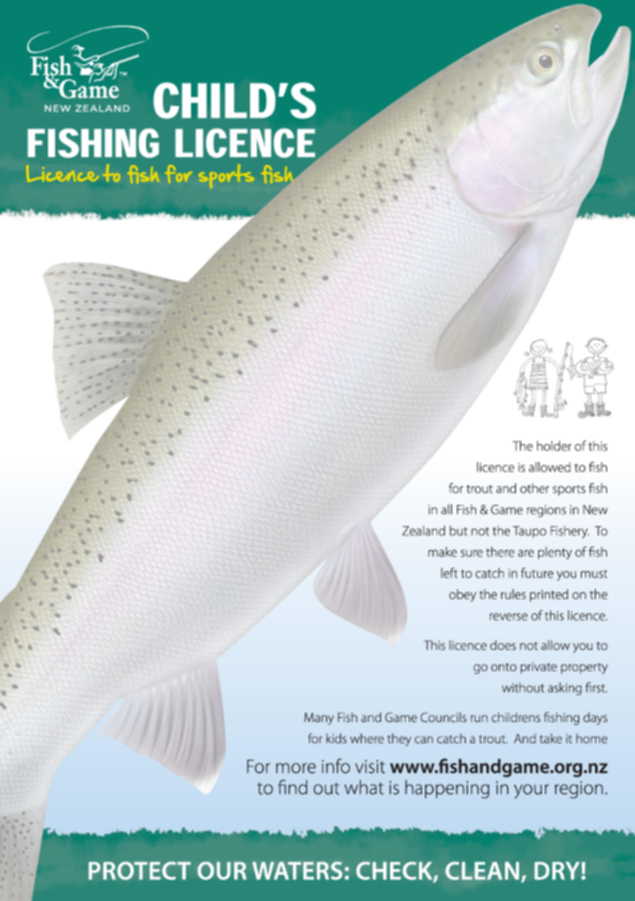 Fish
&Game
NEW ZEALAND
CHILD'S
FISHING LICENCE
Licence to fish for sports fish
The holder of this
licence is allowed to fish
for trout and other sports fish
in all Fish & Game regions in New
Zealand but not the Taupo Fishery. To
make sure there are plenty of fish
left to catch in future you must
obey the rules printed on the
reverse of this licence.
This licence does not allow you to
go onto private property
without asking first.
Many Fish and Game Councils run childrens fishing days
for kids where they can catch a trout. And take it home
For more info visit www.fishandgame.org.nz
to find out what is happening in your region.
PROTECT OUR WATERS: CHECK, CLEAN, DRY!